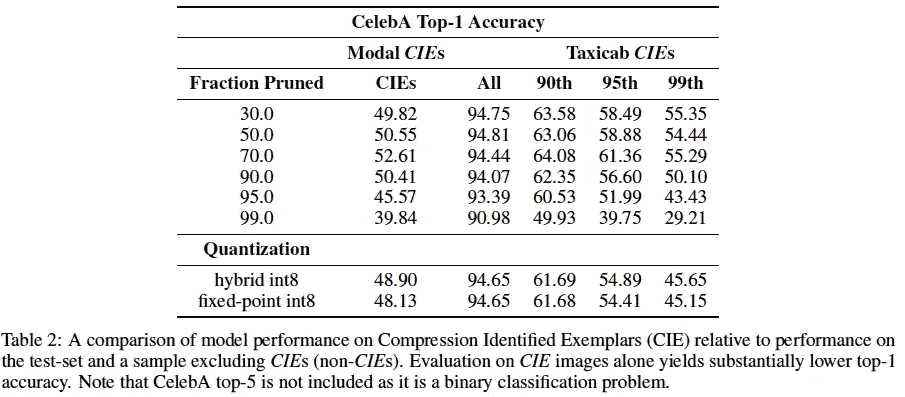 CelebA Top-1 Accuracy
Modal CIEs Taxicab CIEs
Fraction Pruned CIEs All 90th 95th 99th
30.0 49.82 94.75 63.58 58.49 55.35
50.0 50.55 94.81 63.06 58.88 54.44
70.0 52.61 94.44 64.08 61.36 55.29
90.0 50.41 94.07 62.35 56.60 50.10
95.0 45.57 93.39 60.53 51.99 43.43
99.0 39.84 90.98 49.93 39.75 29.21
Quantization
hybrid int8 48.90 94.65 61.69 54.89 45.65
fixed-point int8 48.13 94.65 61.68 54.41 45.15
Table 2: A comparison of model performance on Compression Identified Exemplars (CIE) relative to performance on
the test-set and a sample excluding CIEs (non-CIEs). Evaluation on CIE images alone yields substantially lower top-1
accuracy. Note that CelebA top-5 is not included as it is a binary classification problem.